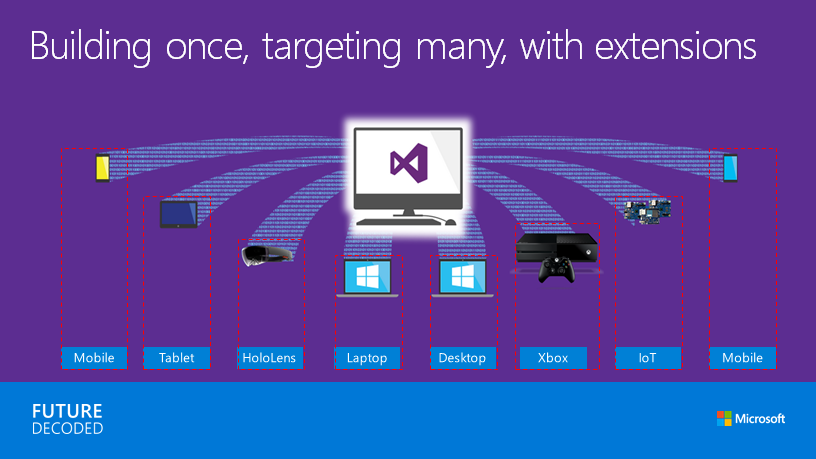 Building once, targeting many, with extensions
Mobile
Tablet
HoloLens
Laptop
Desktop
Xbox
IoT
Mobile
FUTURE
DECODED
Microsoft